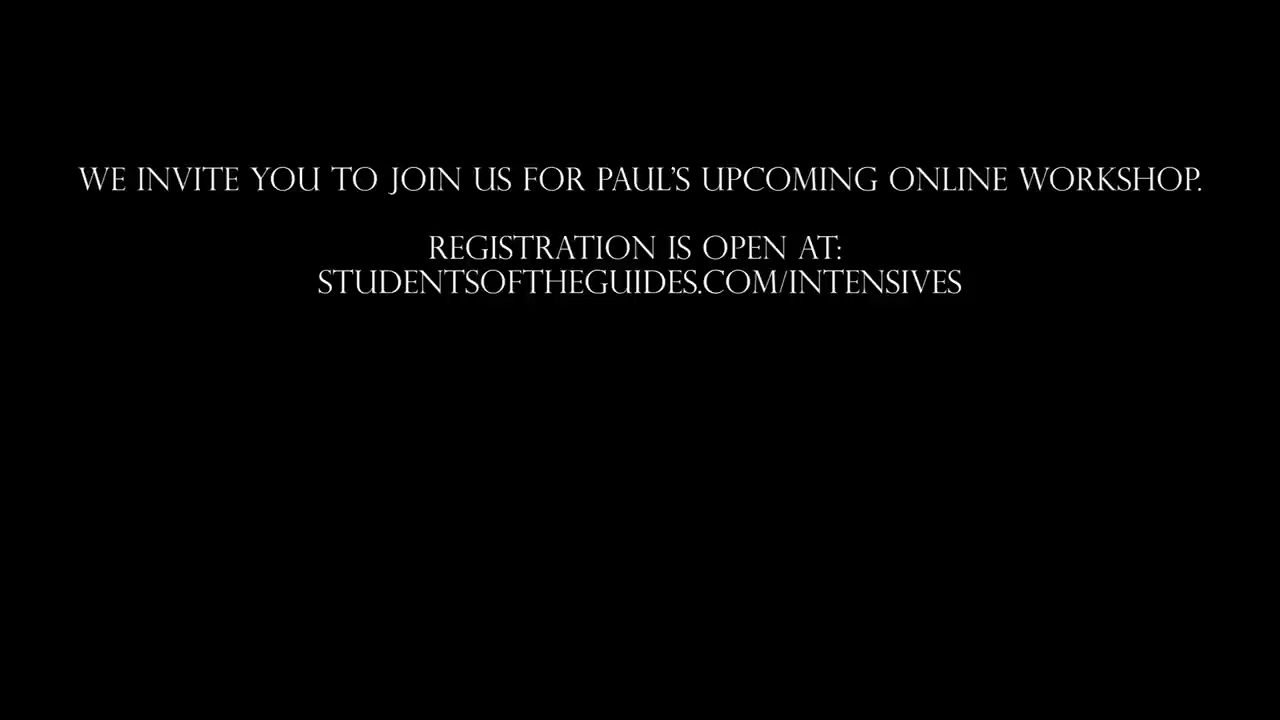 WE INVITE YOU TO JOIN US FOR PAUL'S UPCOMING ONLINE WORKSHOP.
REGISTRATION IS OPEN AT:
STUDENTSOFTHEGUIDES.COM/INTENSIVES